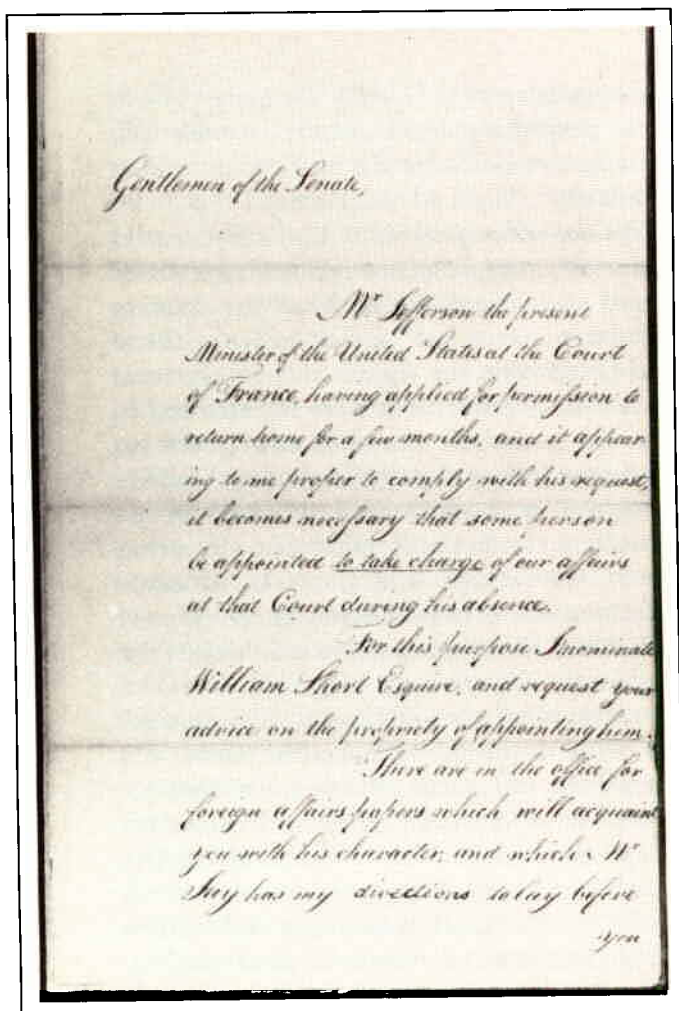 Gentlemen of the Senate,
Mr Jefferson the present
Minister of the United States at the Court
of France, having applied for permission to
return home for a few months, and it appear
ing to me proper to comply with his request,
it becomes necessary that some person
be appointed to take charge of our affairs
at that Court during his absence.
For this purpose I nominate
William Short Esquire, and request your
advice on the propriety of appointing him.
There are in the office for
foreign affairs papers which will acquaint
you with his character, and which Mr
Jay has my directions to lay before
you